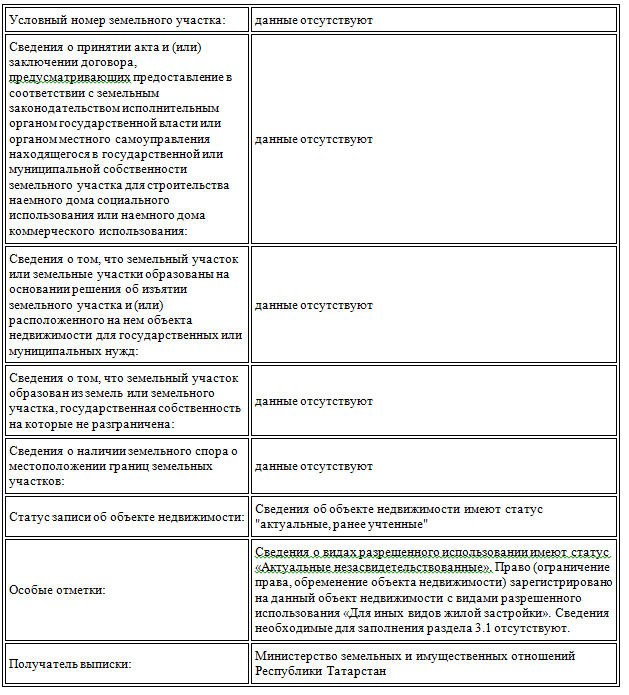 Условный номер земельного участка:
данные отсутствуют
Сведения о принятии акта и (или)
заключении договора,
предусматривающих предоставление в
соответствии с земельным
законодательством исполнительным
органом государственной власти или
органом местного самоуправления
находящегося в государственной или
муниципальной собственности
земельного участка для строительства
наемного дома социального
использования или наемного дома
коммерческого использования:
данные отсутствуют
Сведения о том, что земельный участок
или земельные участки образованы на
основании решения об изъятии
земельного участка и (или)
расположенного на нем объекта
недвижимости для государственных или
муниципальных нужд:
данные отсутствуют
Сведения о том, что земельный участок
образован из земель или земельного
участка, государственная собственность
на которые не разграничена:
данные отсутствуют
Сведения о наличии земельного спора о
местоположении границ земельных
участков:
данные отсутствуют
Статус записи об объекте недвижимости:
Сведения об объекте недвижимости имеют статус
"актуальные, ранее учтенные"
Особые отметки:
Сведения о видах разрешенного использовании имеют статус
«Актуальные незасвидетельствованные». Право (ограничение
права, обременение объекта недвижимости) зарегистрировано
на данный объект недвижимости с видами разрешенного
использования «Для иных видов жилой застройки». Сведения
необходимые для заполнения раздела 3.1 отсутствуют.
Получатель выписки:
Министерство земельных и имущественных отношений
Республики Татарстан